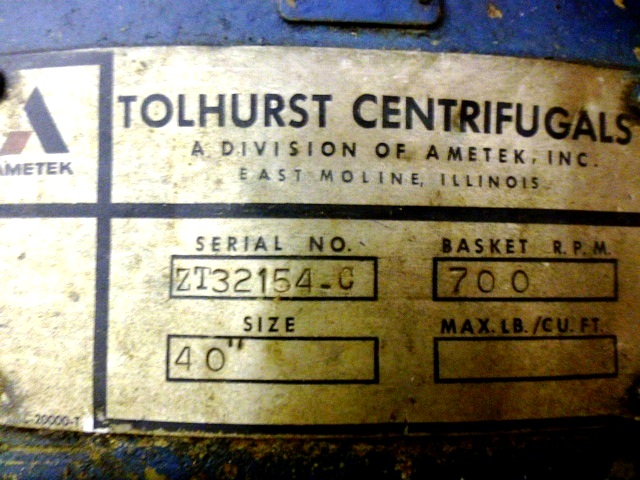 TOLHURST CENTRIFUGALS
A DIVISION OF AMETEK, INC.
EAST MOLINE, ILLINOIS
AMETEK
SERIAL NO.
ZT32154-C
BASKET R.P.M.
700
SIZE
40"
MAX. LB./CU. FT.
-20000-T